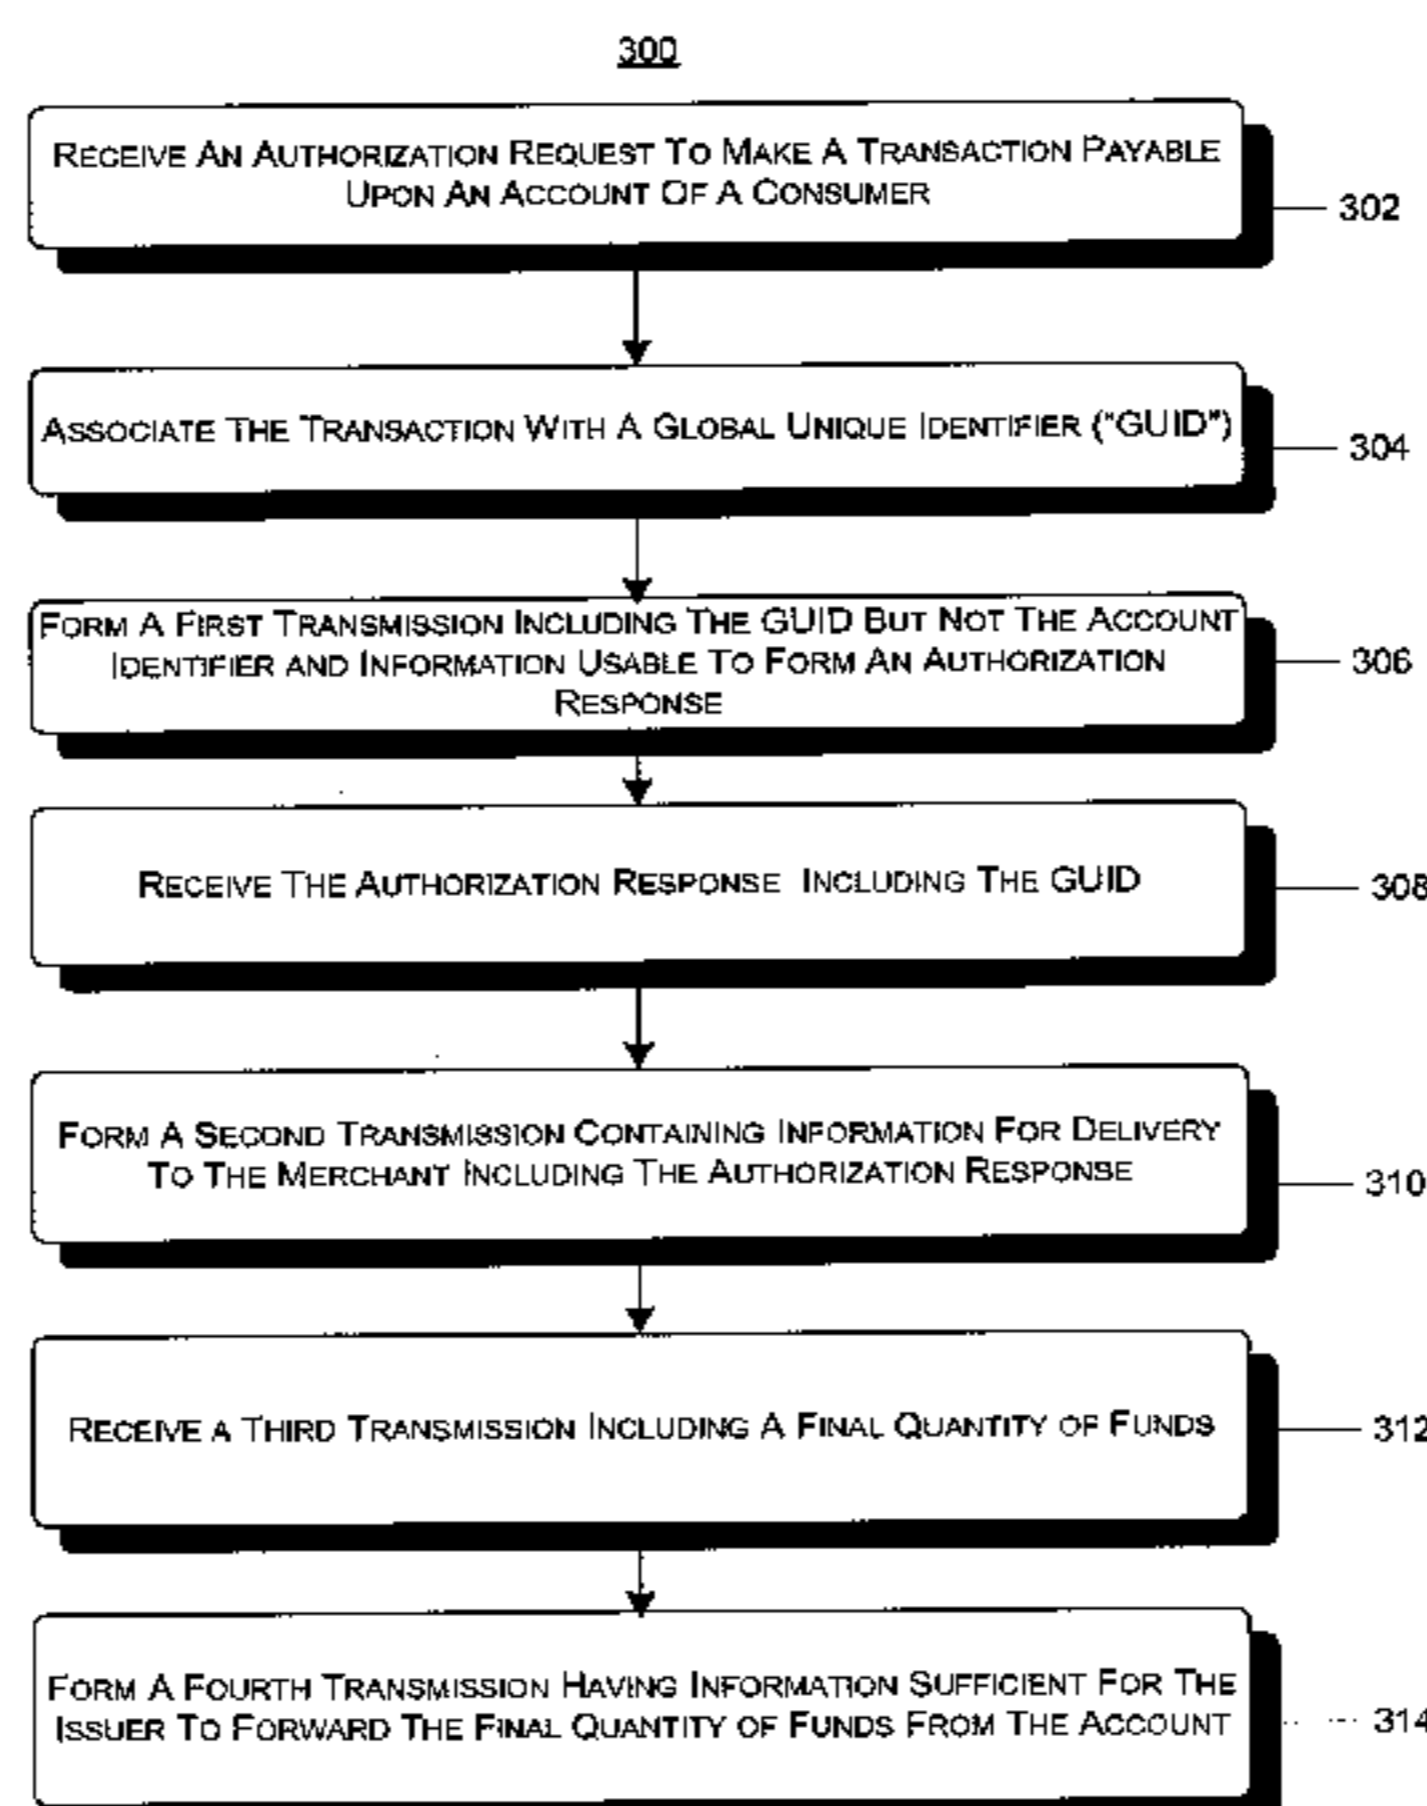 300
RECEIVE AN AUTHORIZATION REQUEST TO MAKE A TRANSACTION PAYABLE
UPON AN ACCOUNT OF A CONSUMER
302
ASSOCIATE THE TRANSACTION WITH A GLOBAL UNIQUE IDENTIFIER ("GUID")
304
FORM A FIRST TRANSMISSION INCLUDING THE GUID BUT NOT THE ACCOUNT
IDENTIFIER AND INFORMATION USABLE TO FORM AN AUTHORIZATION
RESPONSE
306
RECEIVE THE AUTHORIZATION RESPONSE INCLUDING THE GUID
308
FORM A SECOND TRANSMISSION CONTAINING INFORMATION FOR DELIVERY
TO THE MERCHANT INCLUDING THE AUTHORIZATION RESPONSE
310
RECEIVE A THIRD TRANSMISSION INCLUDING A FINAL QUANTITY OF FUNDS
312
FORM A FOURTH TRANSMISSION HAVING INFORMATION SUFFICIENT FOR THE
ISSUER TO FORWARD THE FINAL QUANTITY OF FUNDS FROM THE ACCOUNT
314